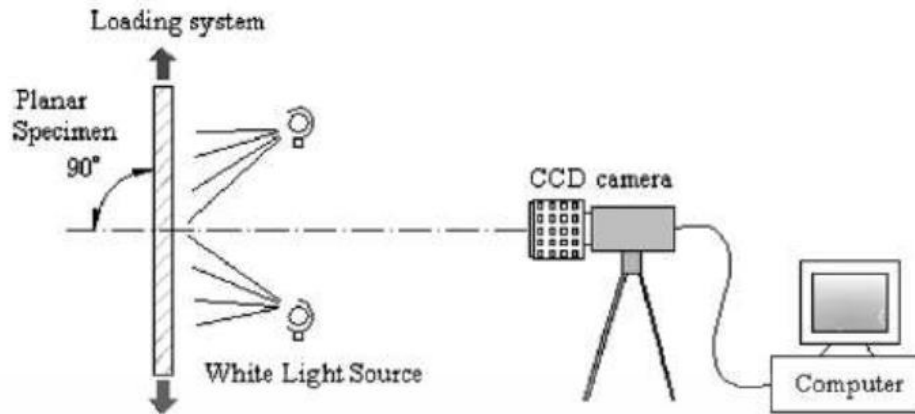 Loading system
Planar
Specimen
90°
CCD camera
White Light Source
Computer